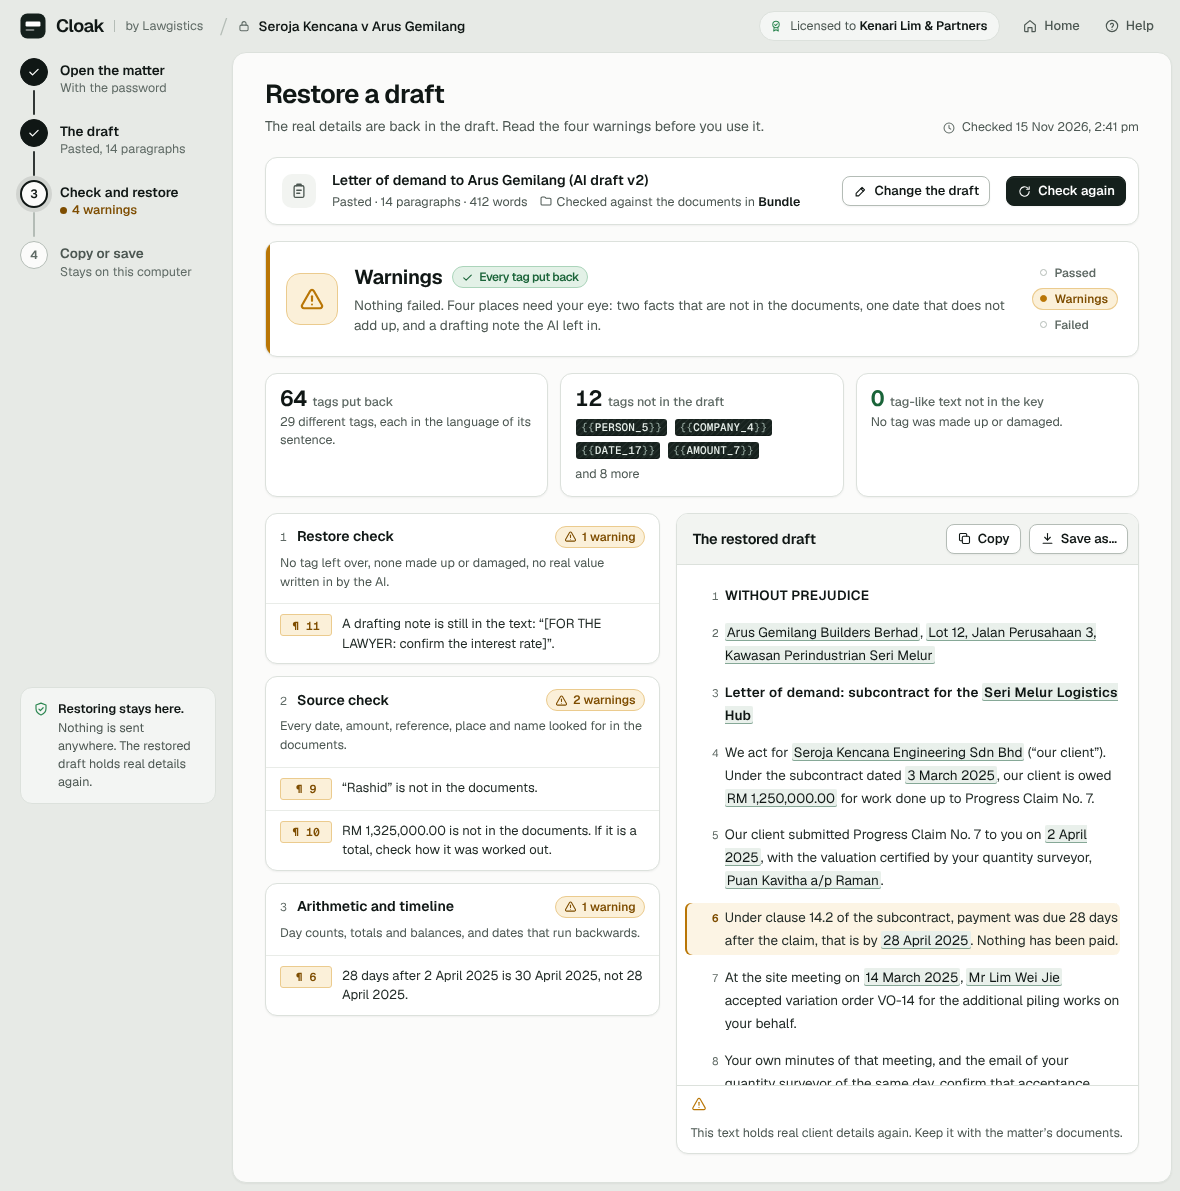 Cloak by Lawgistics / Seroja Kencana v Arus Gemilang
Licensed to Kenari Lim & Partners
Home
Help
Open the matter
With the password
The draft
Pasted, 14 paragraphs
3 Check and restore
4 warnings
4 Copy or save
Stays on this computer
Restoring stays here.
Nothing is sent
anywhere. The restored
draft holds real details
again.
Restore a draft
The real details are back in the draft. Read the four warnings before you use it.
Checked 15 Nov 2026, 2:41 pm
Letter of demand to Arus Gemilang (AI draft v2)
Pasted · 14 paragraphs · 412 words Checked against the documents in Bundle
Change the draft
Check again
Warnings
Every tag put back
Nothing failed. Four places need your eye: two facts that are not in the documents, one date that does not
add up, and a drafting note the AI left in.
Passed
Warnings
Failed
64 tags put back
29 different tags, each in the language of its
sentence.
12 tags not in the draft
{{PERSON_5}} {{COMPANY_4}}
{{DATE_17}} {{AMOUNT_7}}
and 8 more
0 tag-like text not in the key
No tag was made up or damaged.
1 Restore check
1 warning
No tag left over, none made up or damaged, no real value
written in by the AI.
¶ 11 A drafting note is still in the text: “[FOR THE
LAWYER: confirm the interest rate]”.
2 Source check
2 warnings
Every date, amount, reference, place and name looked for in the
documents.
¶ 9 “Rashid” is not in the documents.
¶ 10 RM 1,325,000.00 is not in the documents. If it is a
total, check how it was worked out.
3 Arithmetic and timeline
1 warning
Day counts, totals and balances, and dates that run backwards.
¶ 6 28 days after 2 April 2025 is 30 April 2025, not 28
April 2025.
The restored draft
Copy
Save as…
1 WITHOUT PREJUDICE
2 Arus Gemilang Builders Berhad, Lot 12, Jalan Perusahaan 3,
Kawasan Perindustrian Seri Melur
3 Letter of demand: subcontract for the Seri Melur Logistics
Hub
4 We act for Seroja Kencana Engineering Sdn Bhd (“our client”).
Under the subcontract dated 3 March 2025, our client is owed
RM 1,250,000.00 for work done up to Progress Claim No. 7.
5 Our client submitted Progress Claim No. 7 to you on 2 April
2025, with the valuation certified by your quantity surveyor,
Puan Kavitha a/p Raman.
6 Under clause 14.2 of the subcontract, payment was due 28 days
after the claim, that is by 28 April 2025. Nothing has been paid.
7 At the site meeting on 14 March 2025, Mr Lim Wei Jie
accepted variation order VO-14 for the additional piling works on
your behalf.
8 Your own minutes of that meeting, and the email of your
quantity surveyor of the same day, confirm that acceptance.
This text holds real client details again. Keep it with the matter’s documents.